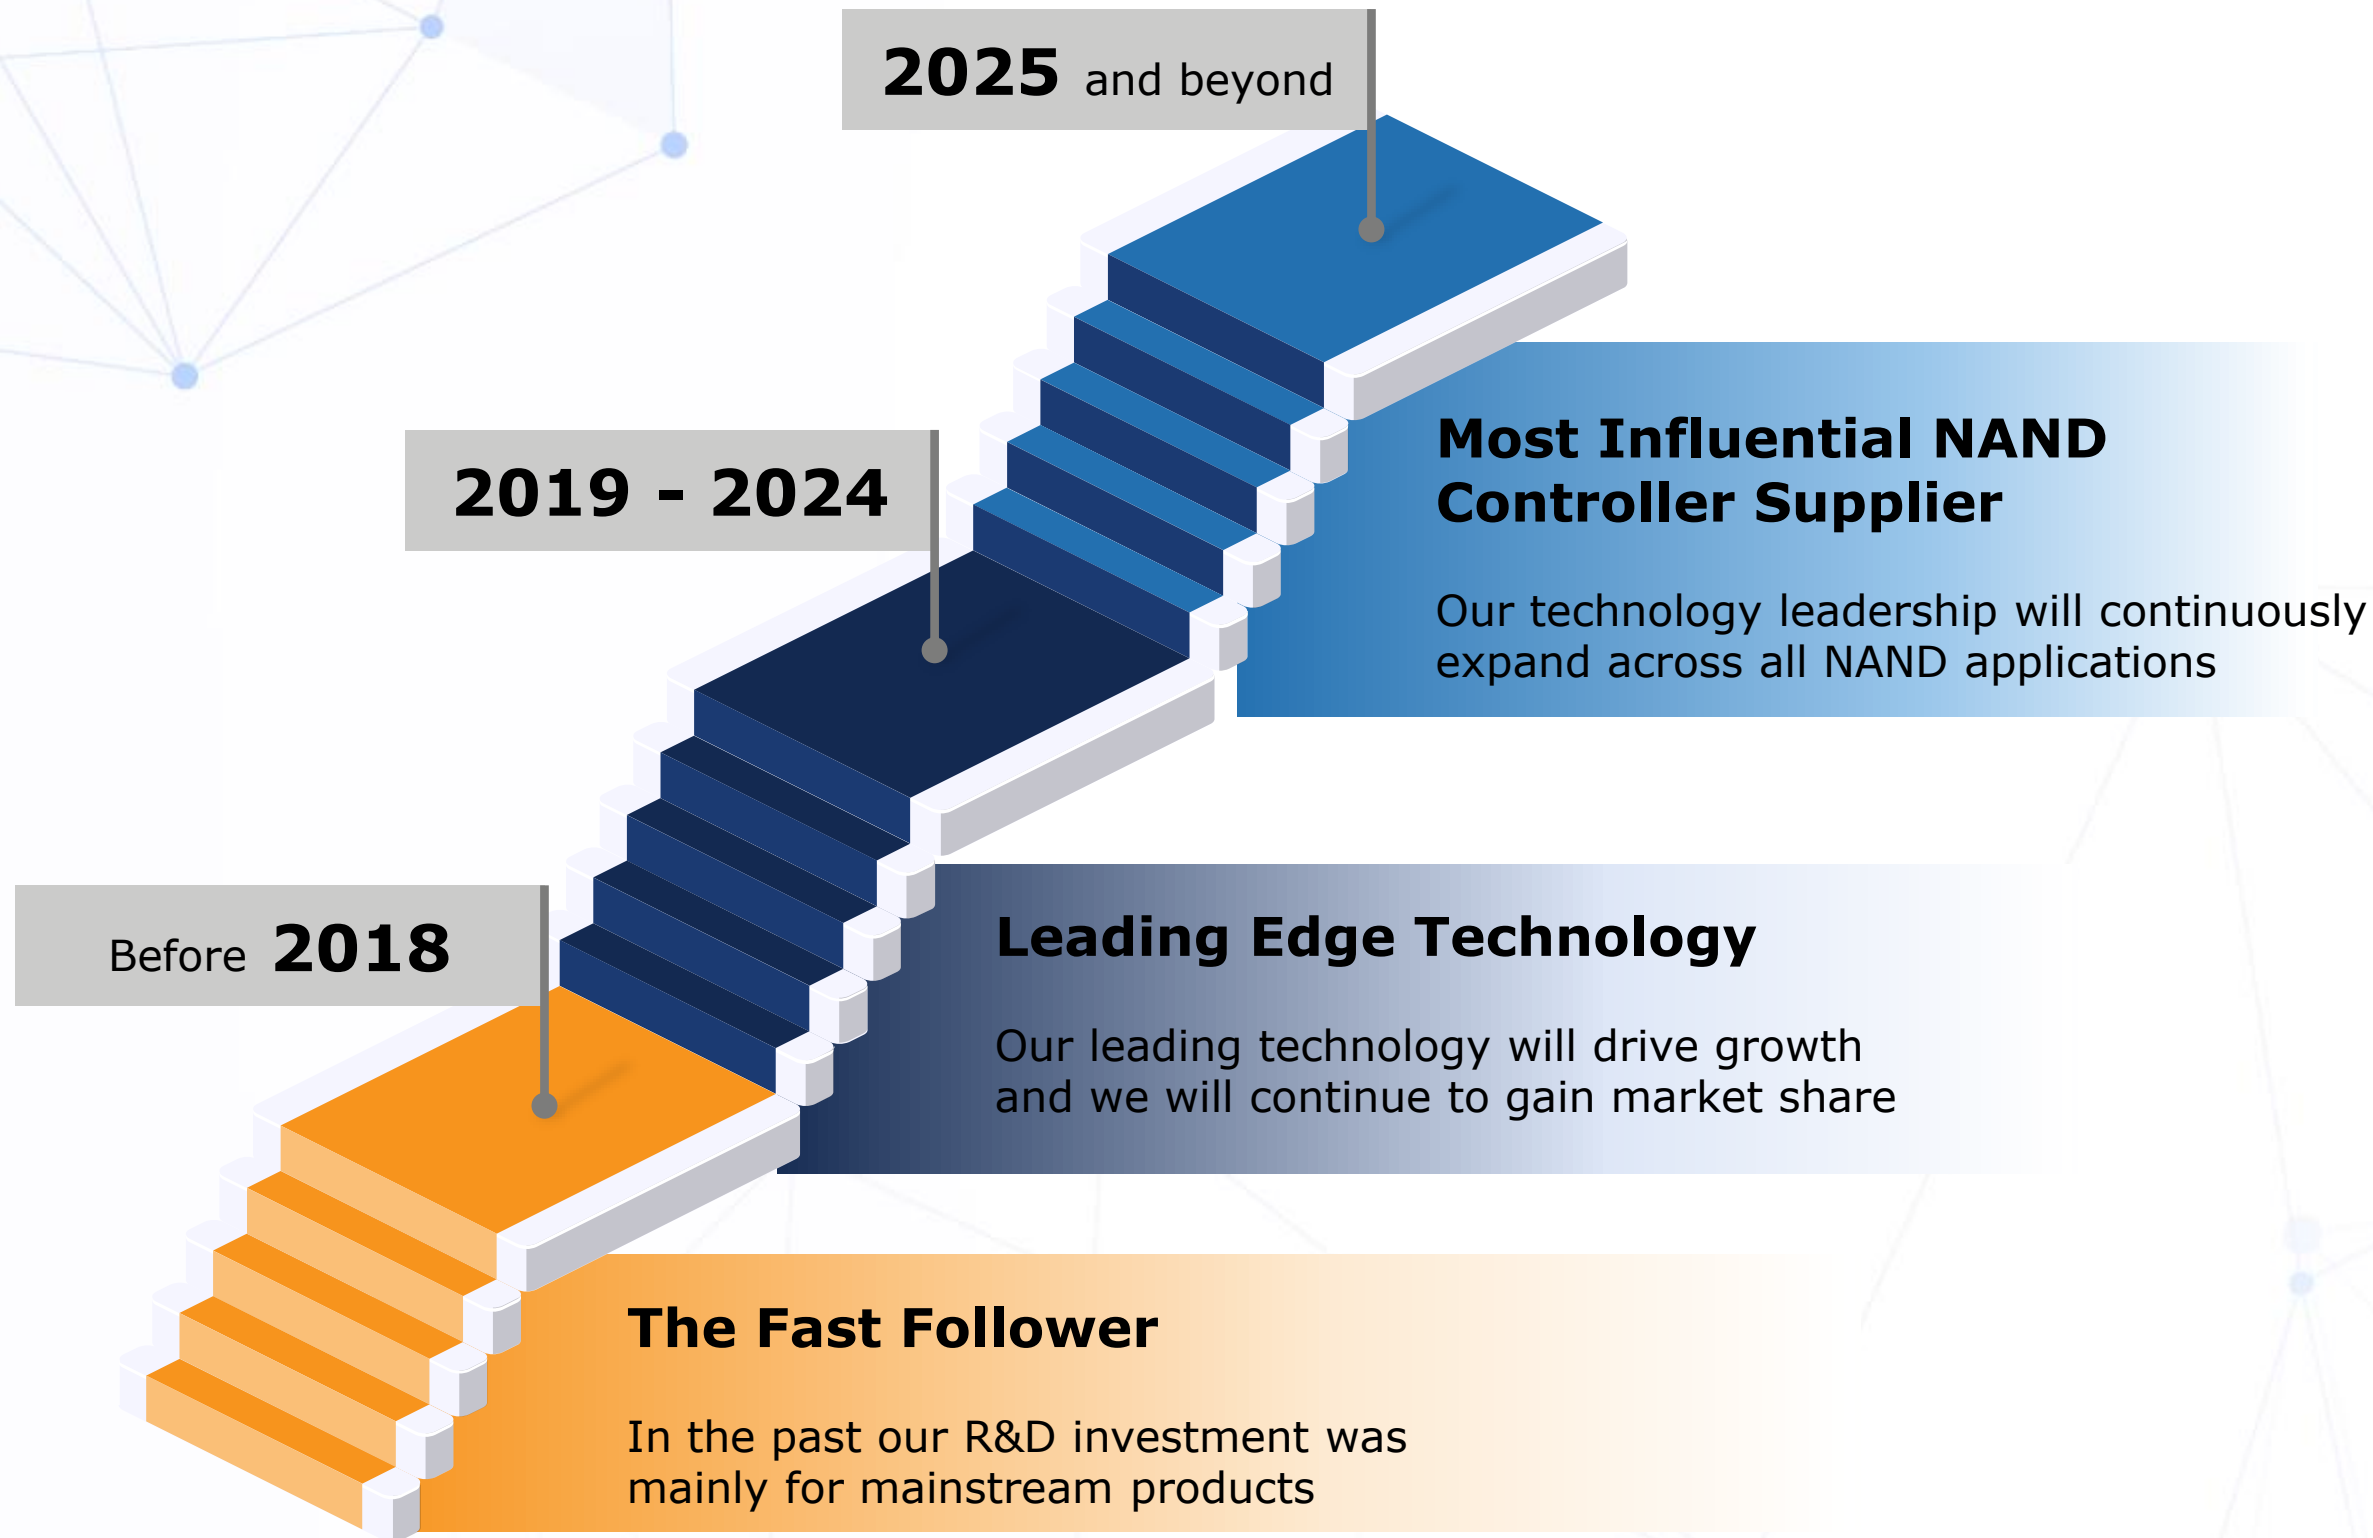 2025 and beyond
Most Influential NAND
Controller Supplier
Our technology leadership will continuously
expand across all NAND applications
2019 - 2024
Leading Edge Technology
Our leading technology will drive growth
and we will continue to gain market share
Before 2018
The Fast Follower
In the past our R&D investment was
mainly for mainstream products